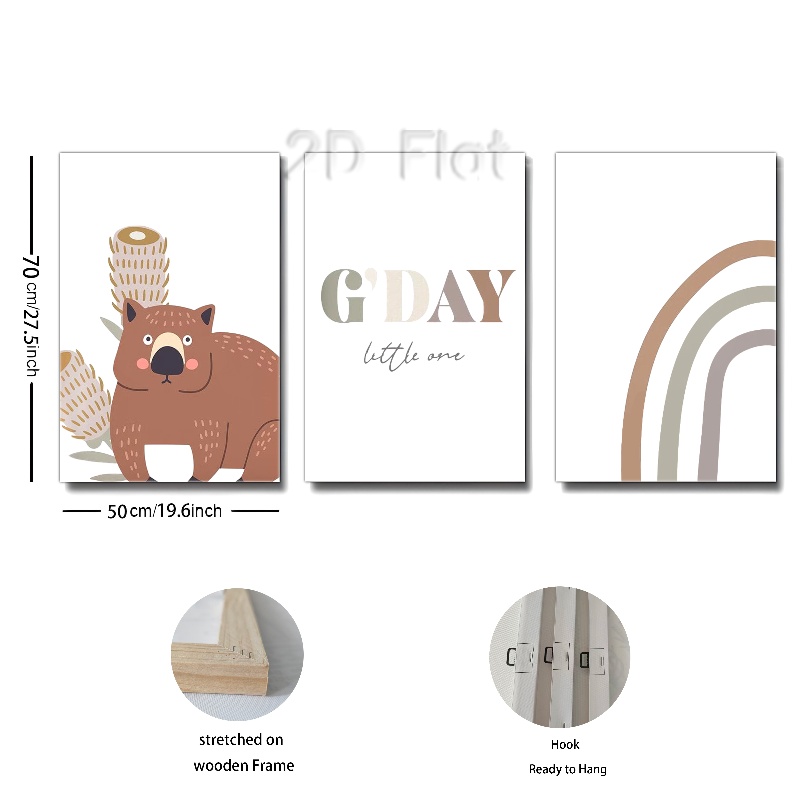 2D Flat
G'DAY
little one
70 cm/27.5inch
50cm/19.6inch
stretched on
wooden Frame
Hook
Ready to Hang